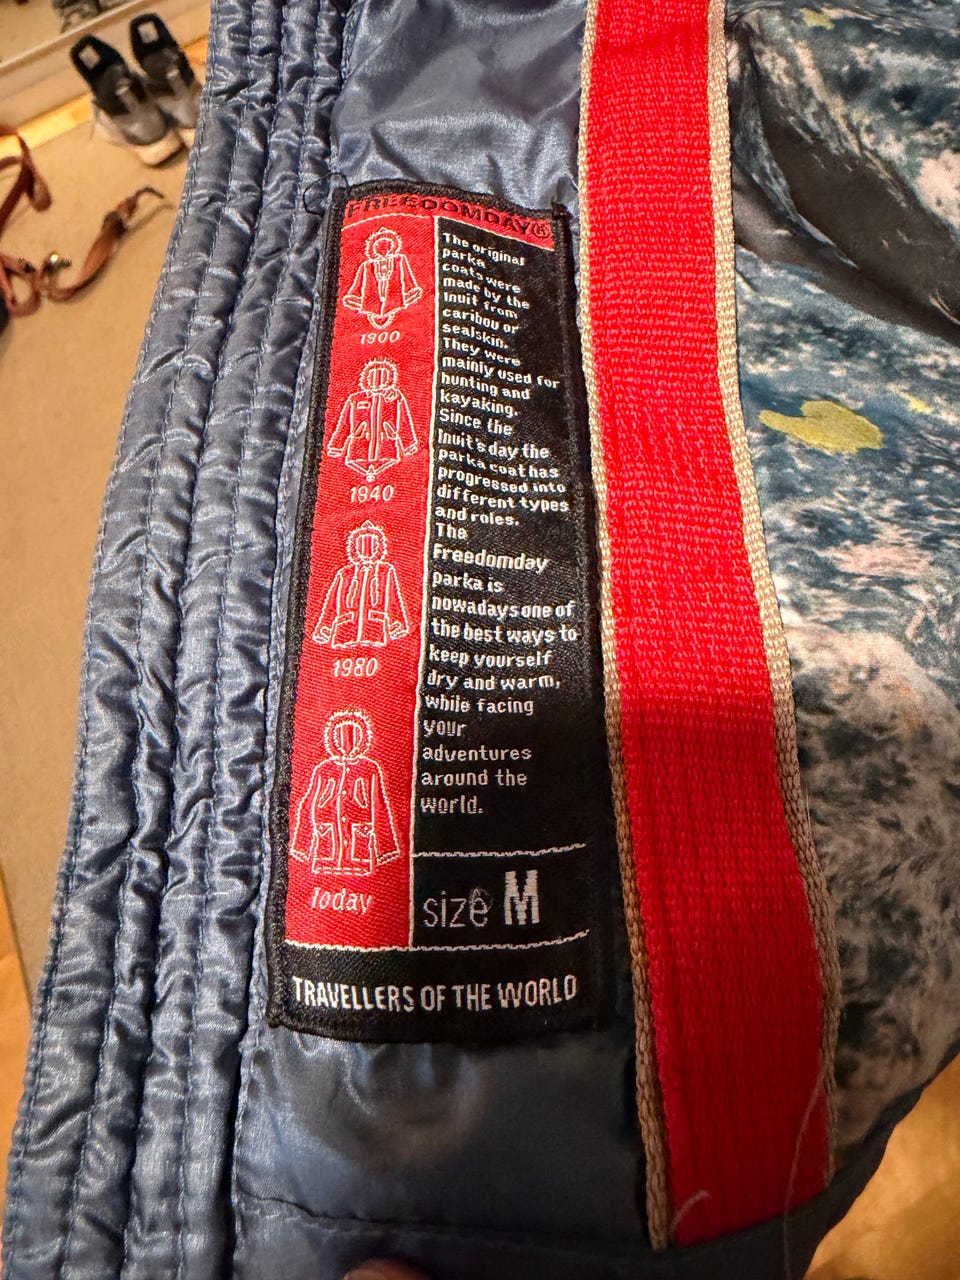 FREEDOMDAY®
1900
1940
1980
Today
The original
parka
coats were
made by the
Inuit from
caribou or
sealskin.
They were
mainly used for
hunting and
kayaking.
Since the
Inuit's day the
parka coat has
progressed into
different types
and roles.
The
Freedomday
parka is
nowadays one of
the best ways to
keep yourself
dry and warm,
while facing
your
adventures
around the
world.
size M
TRAVELLERS OF THE WORLD